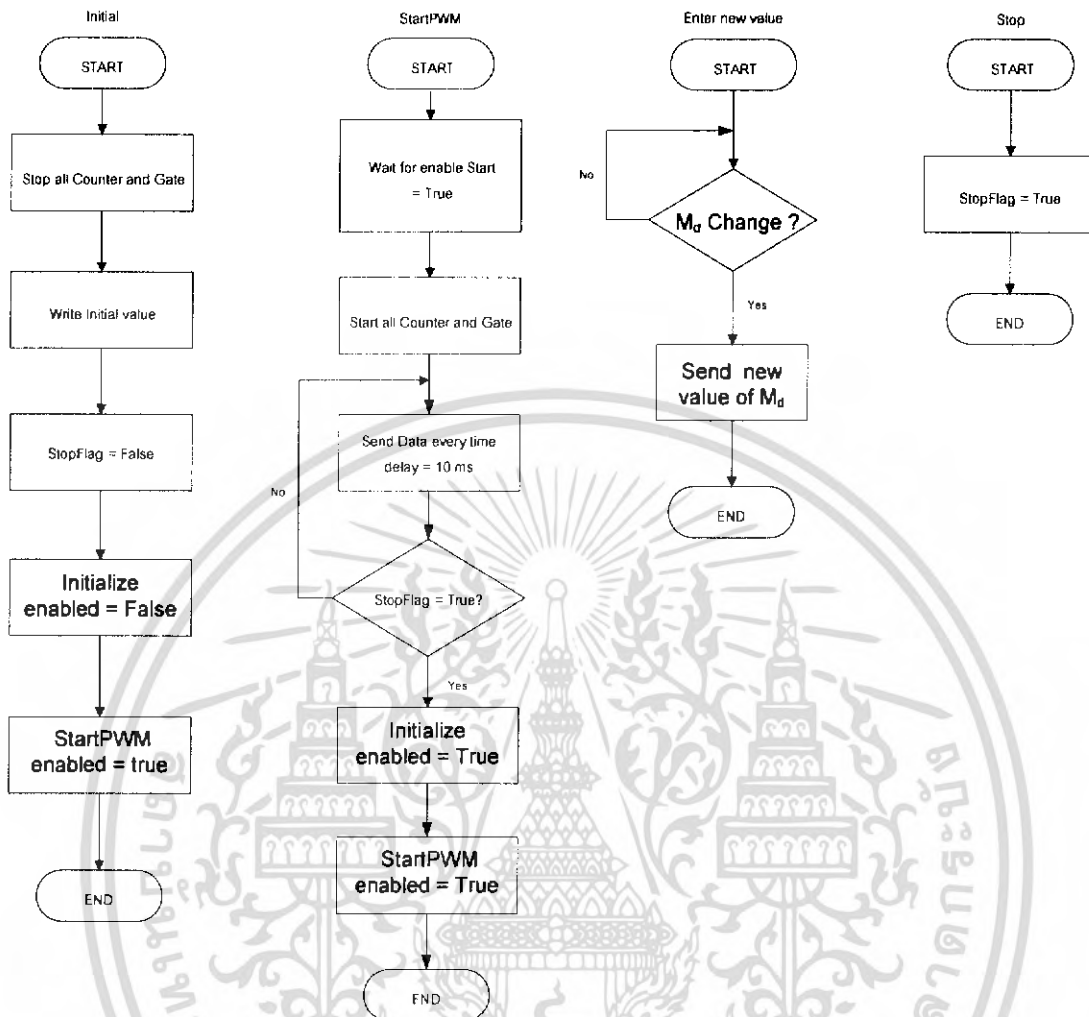 Initial
START
Stop all Counter and Gate
Write Initial value
StopFlag = False
Initialize
enabled = False
StartPWM
enabled = true
END
StartPWM
START
Wait for enable Start
= True
Start all Counter and Gate
Send Data every time
delay = 10 ms
No
StopFlag = True?
Yes
Initialize
enabled = True
StartPWM
enabled = True
END
Enter new value
START
No
Md Change ?
Yes
Send new
value of Md
END
Stop
START
StopFlag = True
END